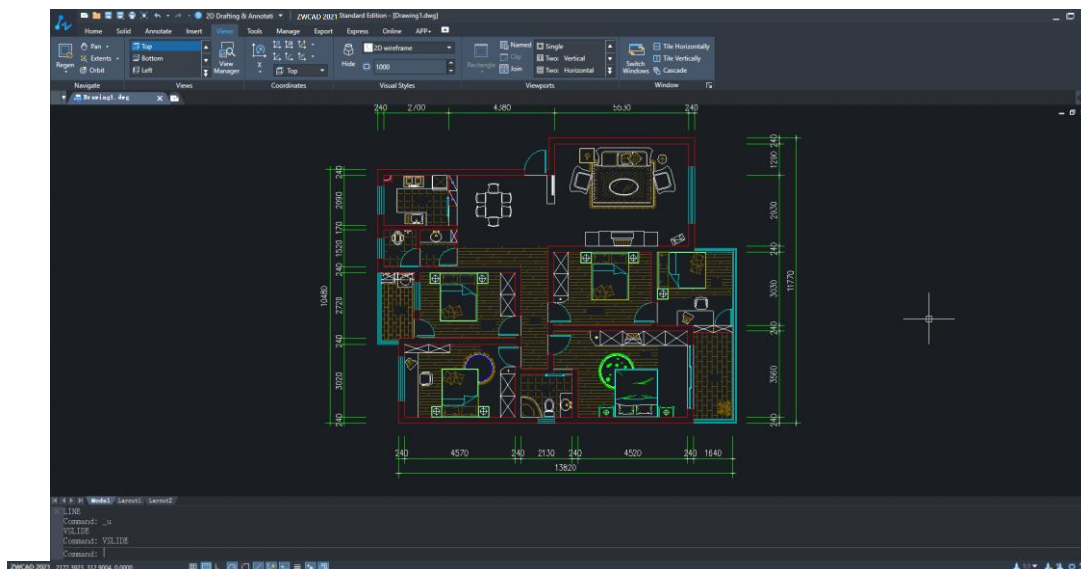 2D Drafting & Annotati
ZWCAD 2021 Standard Edition - [Drawing1.dwg]
Home Solid Annotate Insert Views Tools Manage Export Express Online APP+
Pan Top Named Single Tile Horizontally
2D wireframe
Extents Bottom Clip Two: Vertical Tile Vertically
Regen View Manager X Hide Rectangle Switch Windows
Orbit Left Top 1000 Join Two: Horizontal Cascade
Navigate Views Coordinates Visual Styles Viewports Window
Drawing1.dwg
240 2700 4380 5530 240
240 2090 170 1520 240 2720 240 3020 240
10480
240 1290 2930 240 3030 240 3560 240
11770
240 4570 240 2130 240 4520 240 1640
13820
Model Layout1 Layout2
LINE
Command: _u
VSLIDE
Command: VSLIDE
Command:
ZWCAD 2021